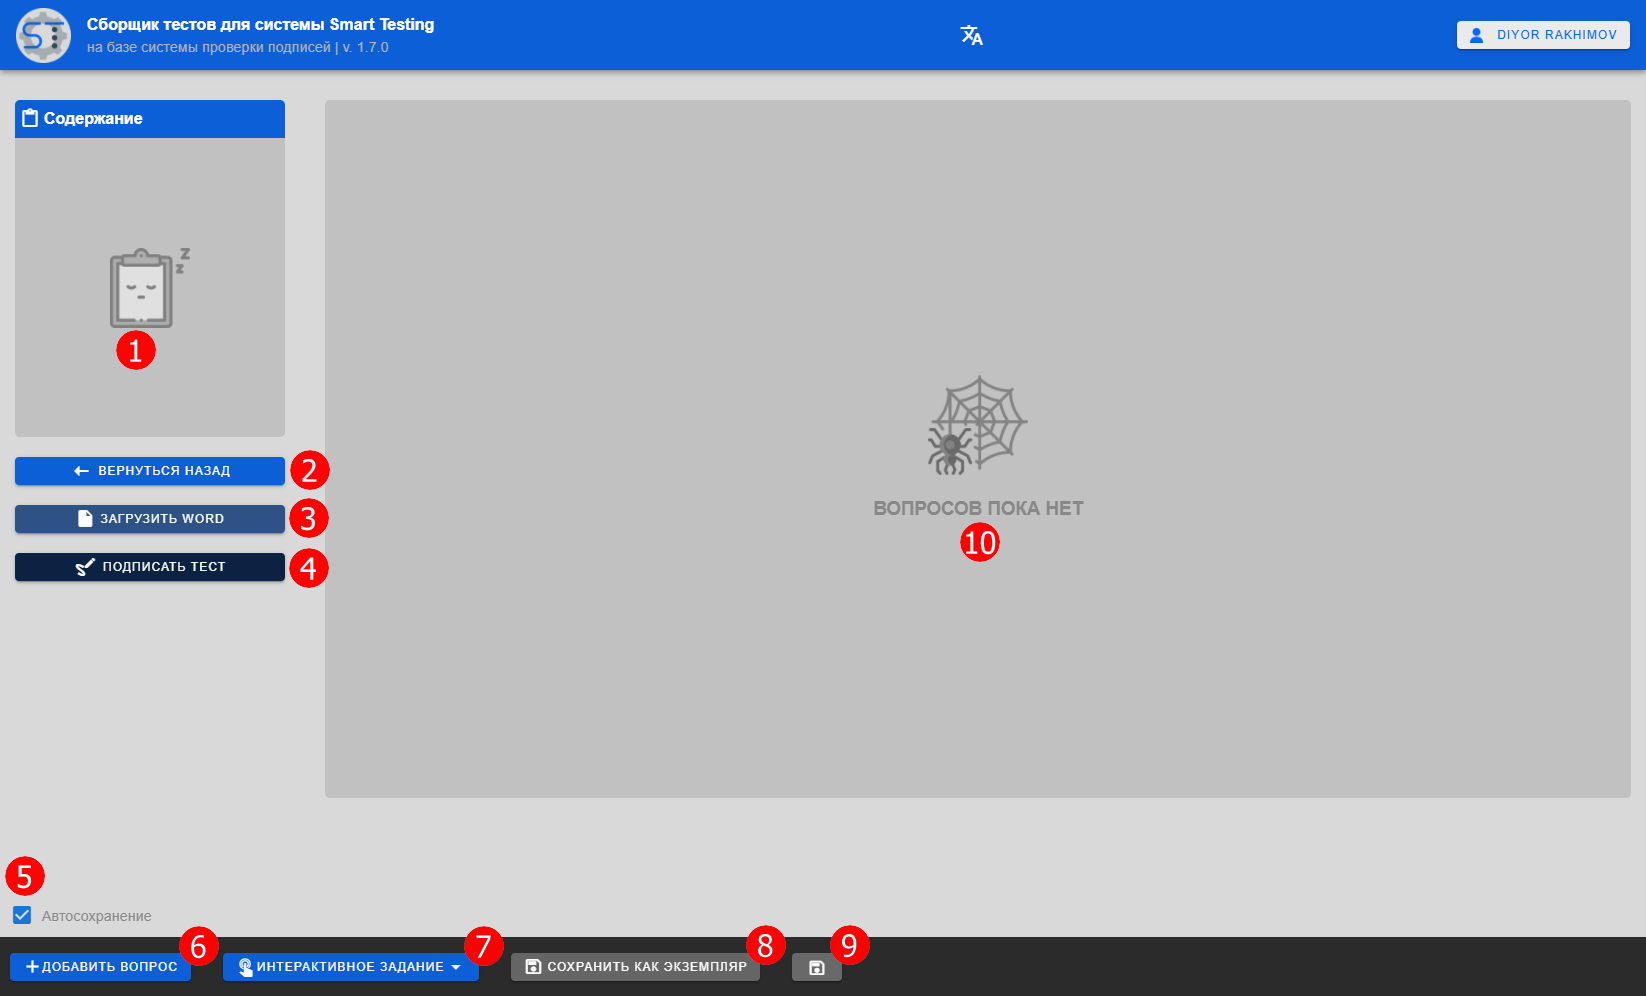 Сборщик тестов для системы Smart Testing
на базе системы проверки подписей | v. 1.7.0
DIYOR RAKHIMOV
Содержание
z
z
1
ВЕРНУТЬСЯ НАЗАД
2
ЗАГРУЗИТЬ WORD
3
ПОДПИСАТЬ ТЕСТ
4
ВОПРОСОВ ПОКА НЕТ
10
5
Автосохранение
ДОБАВИТЬ ВОПРОС
6
ИНТЕРАКТИВНОЕ ЗАДАНИЕ
7
СОХРАНИТЬ КАК ЭКЗЕМПЛЯР
8
9